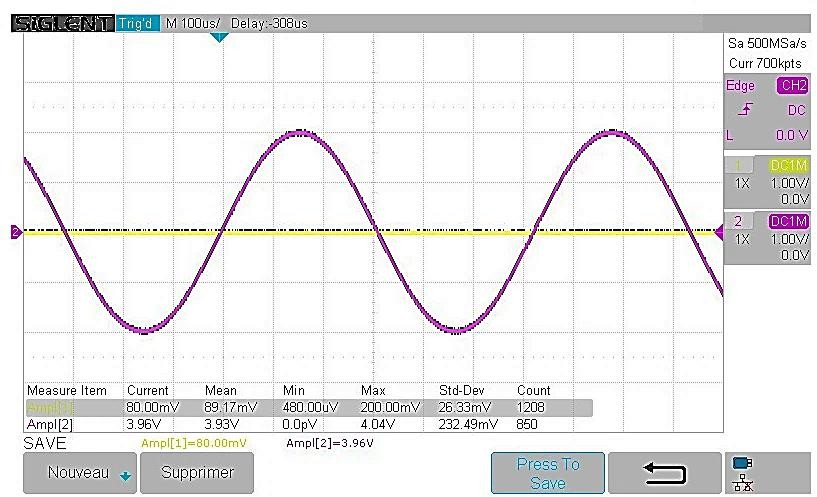 SIGLENT Trig'd M 100us/ Delay:-308us
Sa 500MSa/s
Curr 700kpts
Edge CH2
DC
L 0.0 V
1 DC1M
1X 1.00V/
0.0V
2 DC1M
1X 1.00V/
0.0V
2
Measure Item Current Mean Min Max Std-Dev Count
Ampl[1] 80.00mV 89.17mV 480.00uV 200.00mV 26.33mV 1208
Ampl[2] 3.96V 3.93V 0.0pV 4.04V 232.49mV 850
SAVE Ampl[1]=80.00mV Ampl[2]=3.96V
Nouveau Supprimer Press To
Save